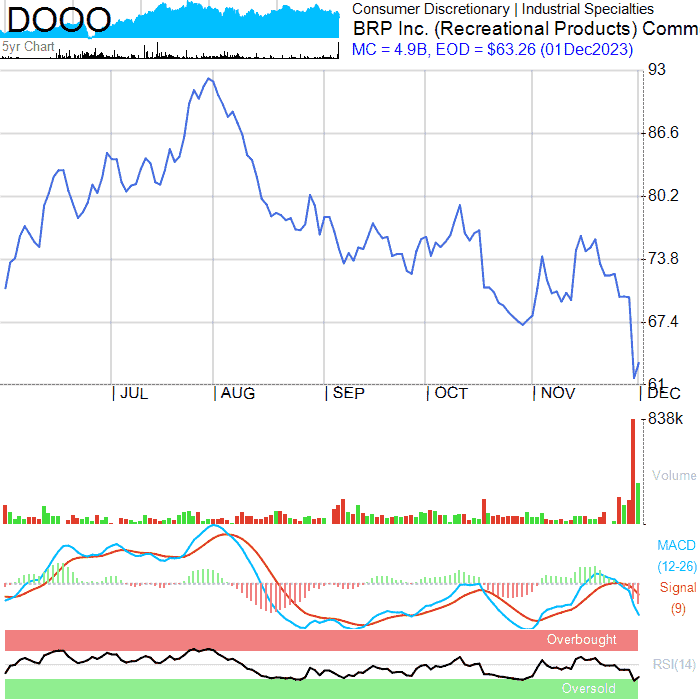 DOOO
5yr Chart
Consumer Discretionary | Industrial Specialties
BRP Inc. (Recreational Products) Comm
MC = 4.9B, EOD = $63.26 (01Dec2023)
93
86.6
80.2
73.8
67.4
61
JUL AUG SEP OCT NOV DEC
838k
Volume
MACD
(12-26)
Signal
(9)
Overbought
RSI(14)
Oversold